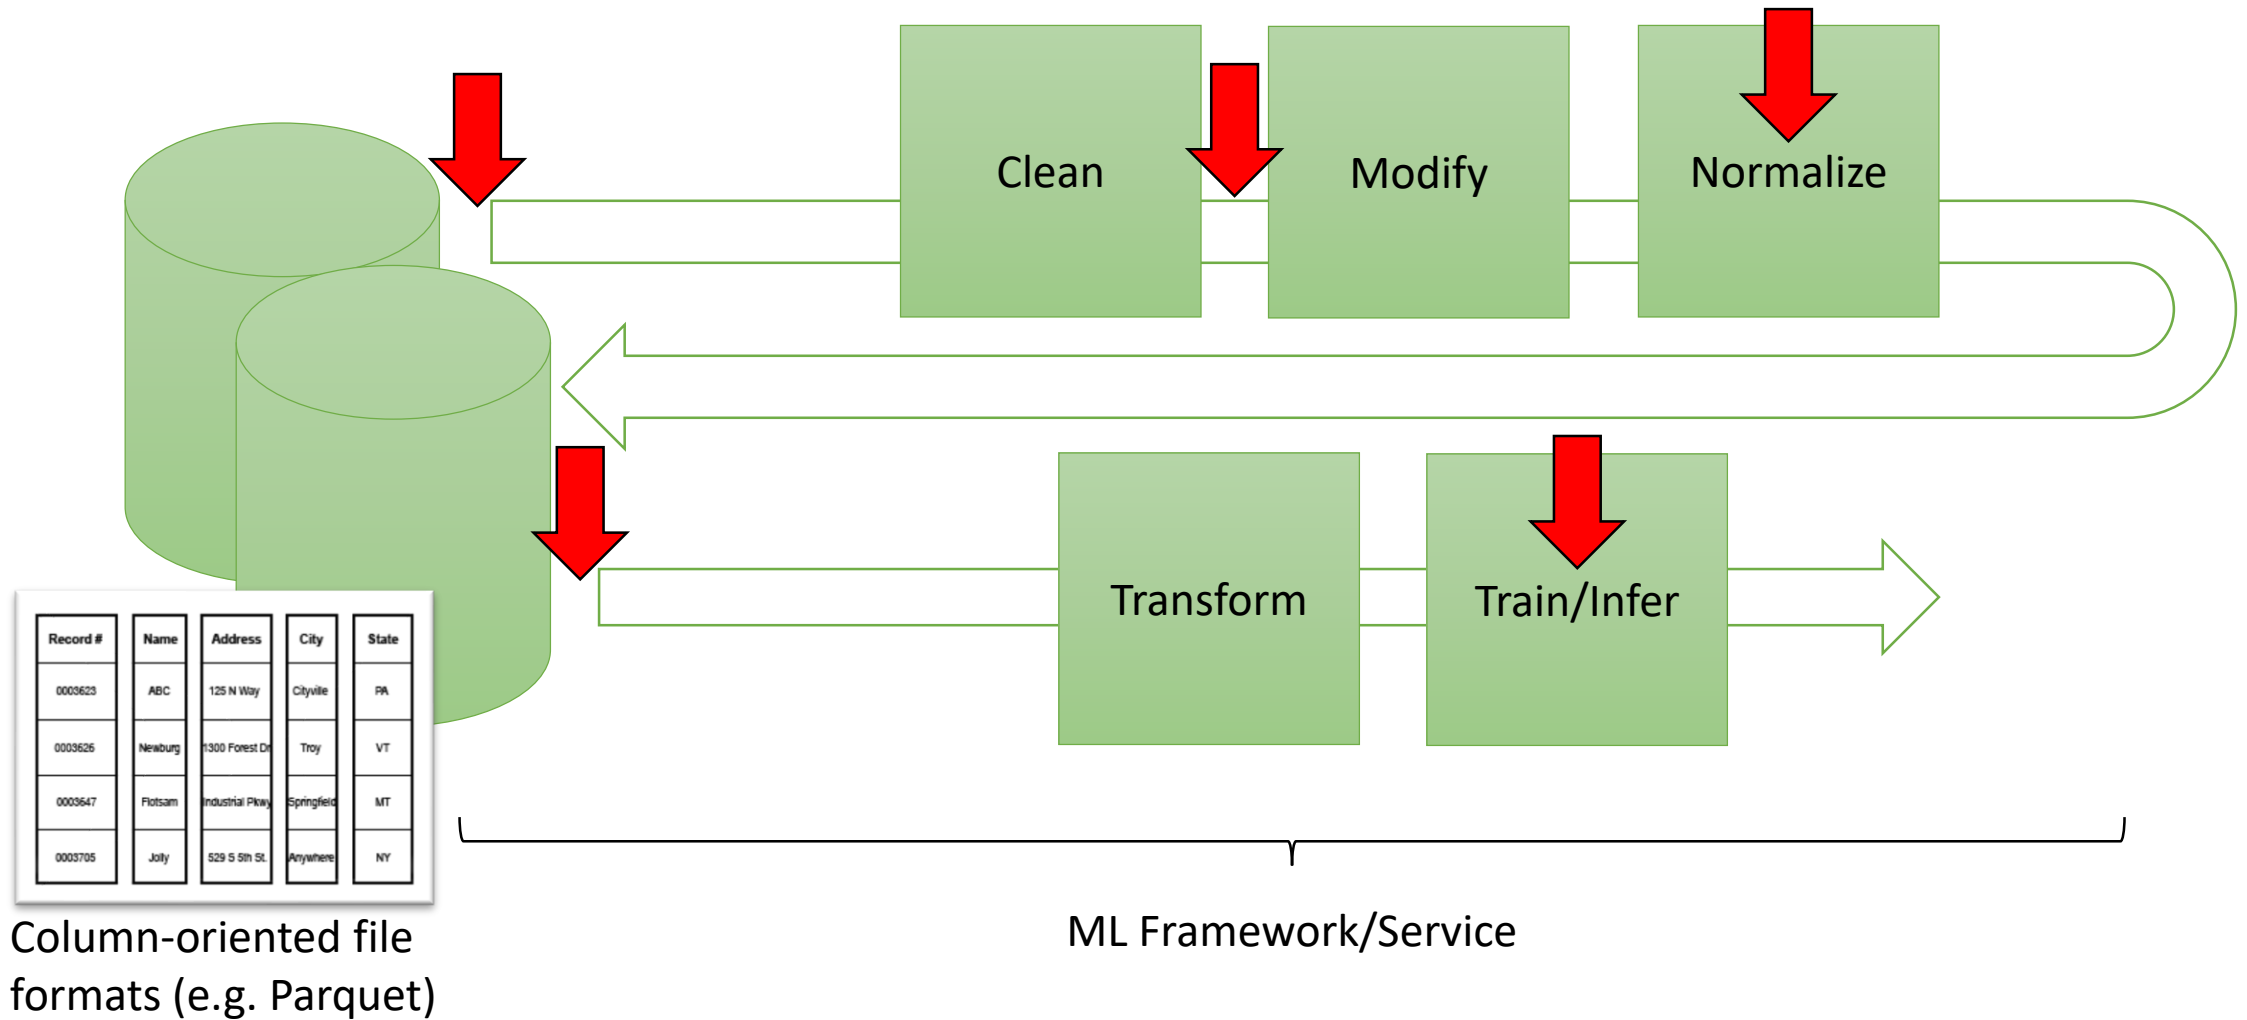 Clean
Modify
Normalize
Transform
Train/Infer
Record # Name Address City State
0003623 ABC 125 N Way Cityville PA
0003626 Newburg 1300 Forest Dr Troy VT
0003647 Flotsam Industrial Pkwy Springfield MT
0003705 Jolly 529 S 5th St. Anywhere NY
Column-oriented file
formats (e.g. Parquet)
ML Framework/Service